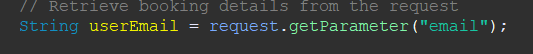 // Retrieve booking details from the request
String userEmail = request.getParameter("email");